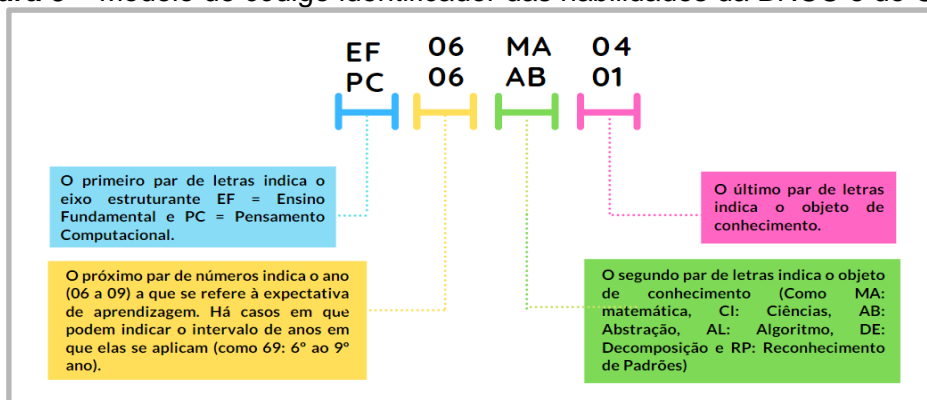 EF 06 MA 04
PC 06 AB 01
O primeiro par de letras indica o
eixo estruturante EF = Ensino
Fundamental e PC = Pensamento
Computacional.
O último par de letras
indica o objeto de
conhecimento.
O próximo par de números indica o ano
(06 a 09) a que se refere à expectativa
de aprendizagem. Há casos em que
podem indicar o intervalo de anos em
que elas se aplicam (como 69: 6º ao 9º
ano).
O segundo par de letras indica o objeto
de conhecimento (Como MA:
matemática, CI: Ciências, AB:
Abstração, AL: Algoritmo, DE:
Decomposição e RP: Reconhecimento
de Padrões)